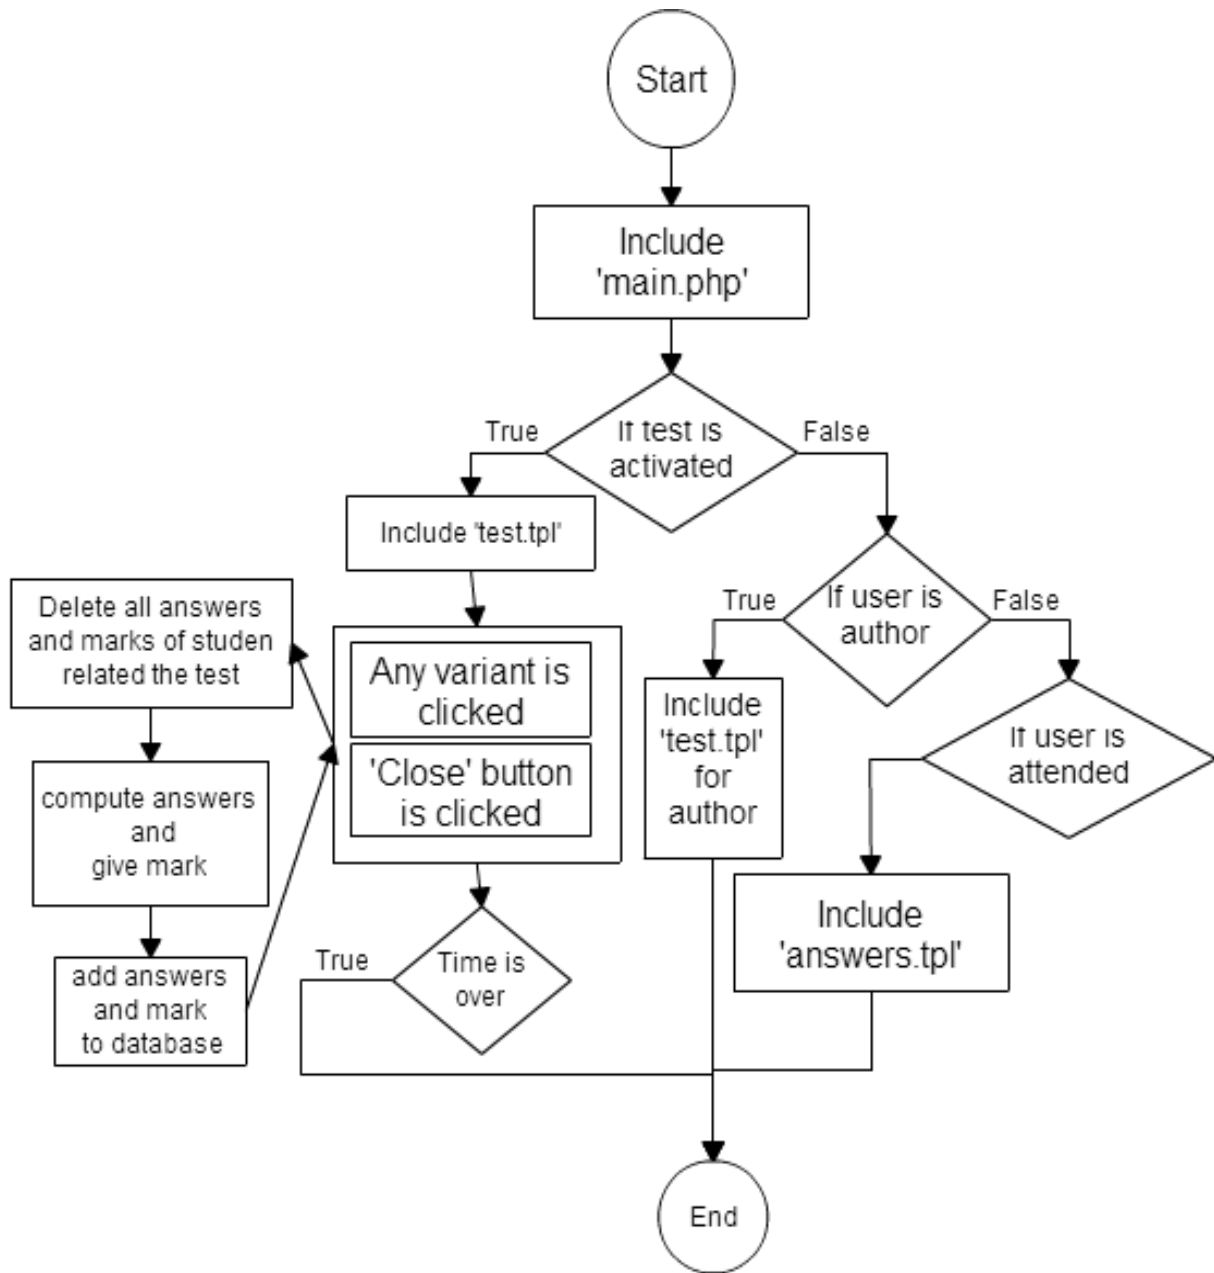 Start
Include
'main.php'
If test is
activated
True
False
Include 'test.tpl'
If user is
author
True
False
Delete all answers
and marks of studen
related the test
Any variant is
clicked
'Close' button
is clicked
Include
'test.tpl'
for
author
If user is
attended
compute answers
and
give mark
Include
'answers.tpl'
True
Time is
over
add answers
and mark
to database
End